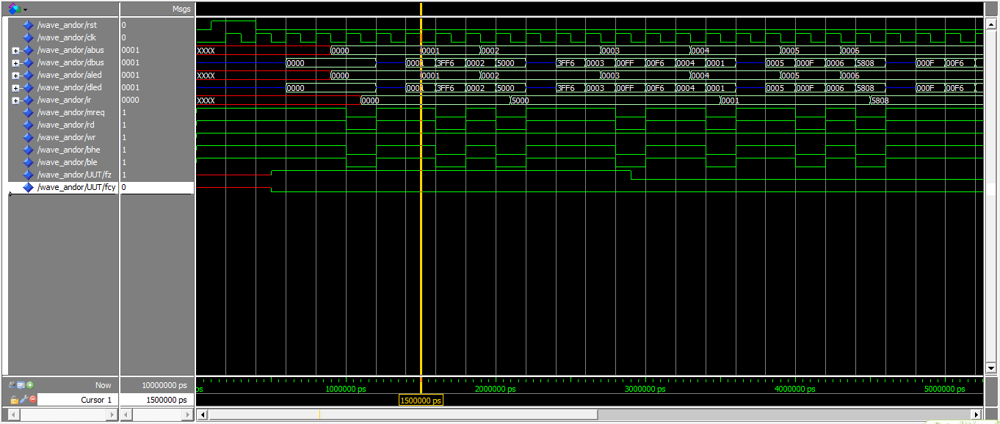 Msgs
/wave_andor/rst 0
/wave_andor/clk 0
/wave_andor/abus 0001 XXXX 0000 0001 0002 0003 0004 0005 0006
/wave_andor/dbus 0001 0000 0001 3FF6 0002 5000 3FF6 0003 00FF 00F6 0004 0001 0005 000F 0006 5808 000F 00F6
/wave_andor/aled 0001 XXXX 0000 0001 0002 0003 0004 0005 0006
/wave_andor/dled 0001 0000 0001 3FF6 0002 5000 3FF6 0003 00FF 00F6 0004 0001 0005 000F 0006 5808 000F 00F6
/wave_andor/ir 0000 XXXX 0000 5000 0001 5808
/wave_andor/mreq 1
/wave_andor/rd 1
/wave_andor/wr 1
/wave_andor/bhe 1
/wave_andor/ble 1
/wave_andor/UUT/fz 1
/wave_andor/UUT/fcy 0
Now 10000000 ps ps 1000000 ps 2000000 ps 3000000 ps 4000000 ps 5000000 ps
Cursor 1 1500000 ps 1500000 ps